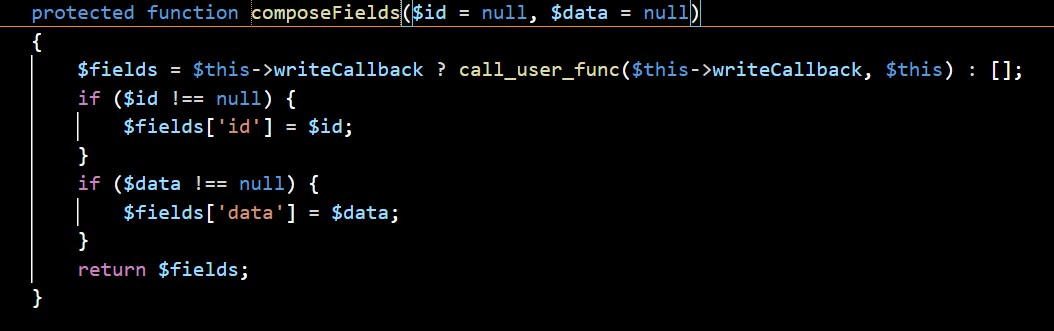 protected function composeFields($id = null, $data = null)
{
    $fields = $this->writeCallback ? call_user_func($this->writeCallback, $this) : [];
    if ($id !== null) {
        $fields['id'] = $id;
    }
    if ($data !== null) {
        $fields['data'] = $data;
    }
    return $fields;
}